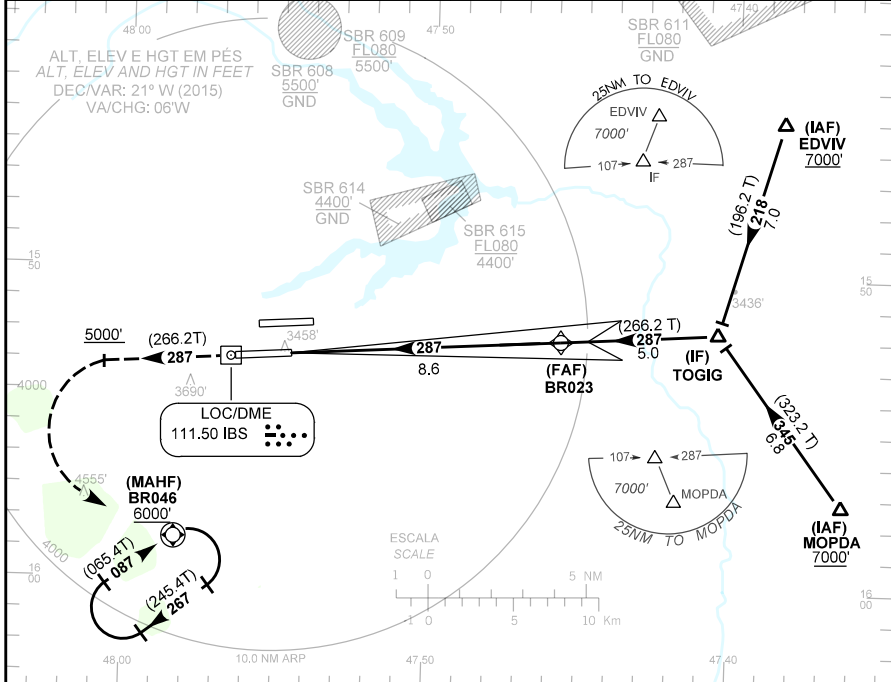 48 00
47 50
47 40
ALT, ELEV E HGT EM PÉS
ALT, ELEV AND HGT IN FEET
DEC/VAR: 21º W (2015)
VA/CHG: 06'W
SBR 608
5500'
GND
SBR 609
FL080
5500'
SBR 611
FL080
GND
25NM TO EDVIV
EDVIV
7000'
107
287
IF
(IAF)
EDVIV
7000'
SBR 614
4400'
GND
SBR 615
FL080
4400'
(196.2 T)
218
7.0
15
50
15
50
3436'
5000'
(266.2T)
287
3458'
287
8.6
(266.2 T)
287
5.0
(FAF)
BR023
(IF)
TOGIG
4000
3690'
LOC/DME
111.50 IBS
(323.2 T)
345
6.8
107
287
7000'
MOPDA
25NM TO MOPDA
4555'
(MAHF)
BR046
6000'
(IAF)
MOPDA
7000'
4000
(065.4T)
087
(245.4T)
267
ESCALA
SCALE
1 0 5 NM
1 0 5 10 Km
16
00
16
00
48 00
10.0 NM ARP
47 50
47 40